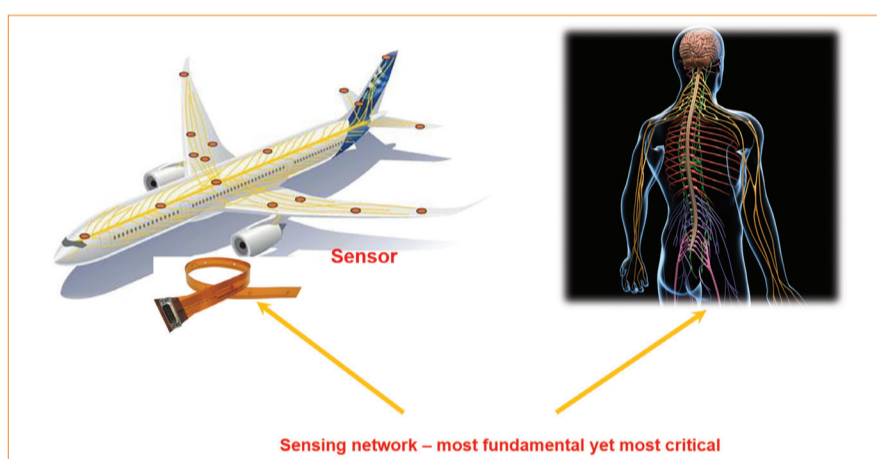 Sensor
Sensing network – most fundamental yet most critical